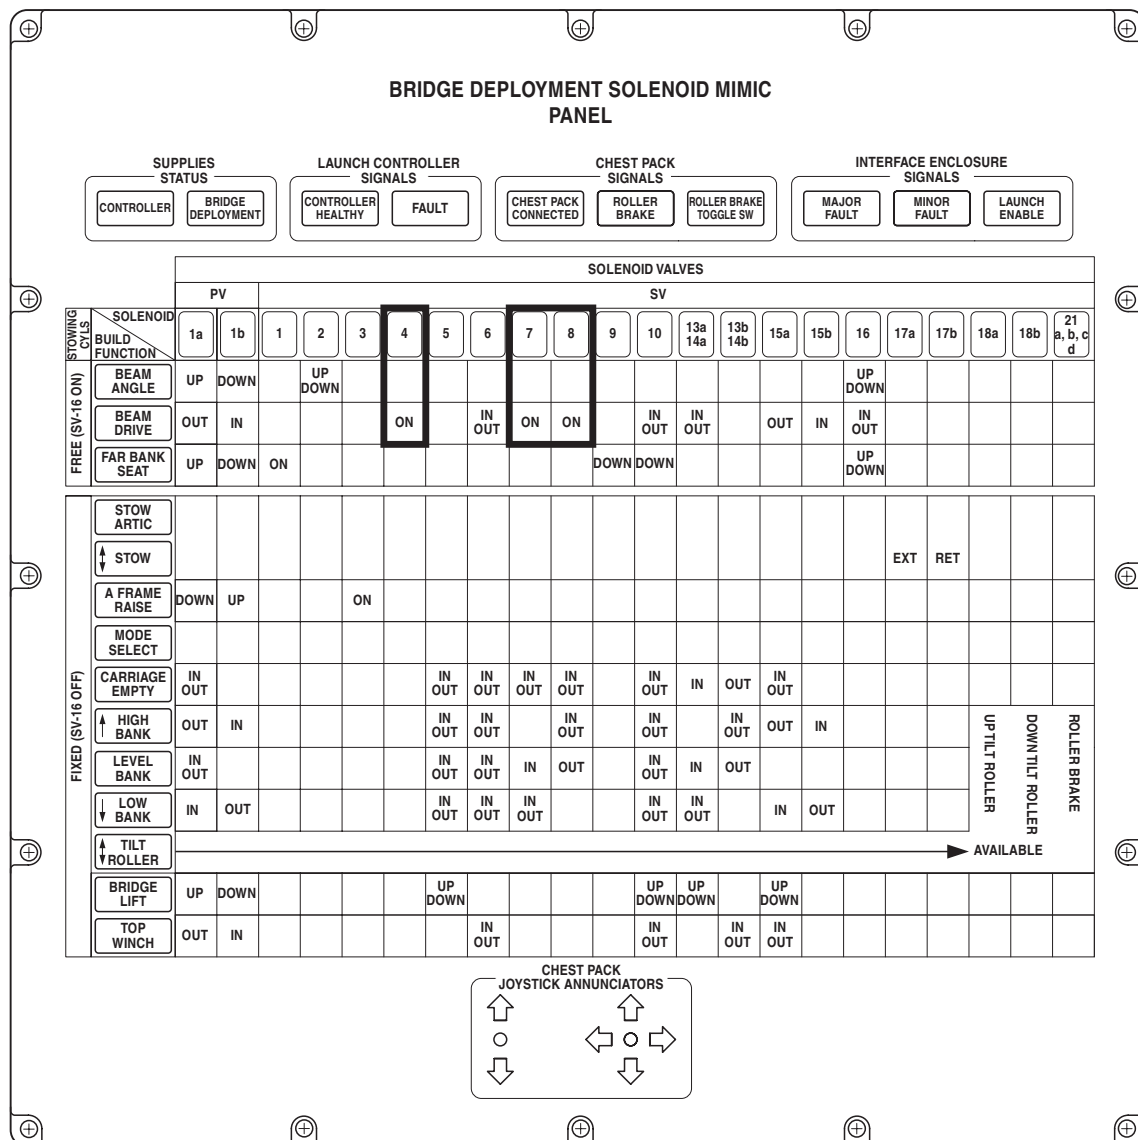 BRIDGE DEPLOYMENT SOLENOID MIMIC
PANEL
SUPPLIES
STATUS
CONTROLLER
BRIDGE
DEPLOYMENT
LAUNCH CONTROLLER
SIGNALS
CONTROLLER
HEALTHY
FAULT
CHEST PACK
SIGNALS
CHEST PACK
CONNECTED
ROLLER
BRAKE
ROLLER BRAKE
TOGGLE SW
INTERFACE ENCLOSURE
SIGNALS
MAJOR
FAULT
MINOR
FAULT
LAUNCH
ENABLE
SOLENOID VALVES
PV SV
STOWING
CYLS
SOLENOID
BUILD
FUNCTION
1a 1b 1 2 3 4 5 6 7 8 9 10 13a 14a 13b 14b 15a 15b 16 17a 17b 18a 18b 21 a, b, c d
FREE (SV-16 ON)
BEAM ANGLE UP DOWN UP DOWN UP DOWN
BEAM DRIVE OUT IN ON IN OUT ON ON IN OUT IN OUT OUT IN IN OUT
FAR BANK SEAT UP DOWN ON DOWN DOWN UP DOWN
FIXED (SV-16 OFF)
STOW ARTIC
STOW EXT RET
A FRAME RAISE DOWN UP ON
MODE SELECT
CARRIAGE EMPTY IN OUT IN OUT IN OUT IN OUT IN OUT IN OUT IN OUT IN OUT
HIGH BANK OUT IN IN OUT IN OUT IN OUT IN OUT IN OUT OUT IN
LEVEL BANK IN OUT IN OUT IN OUT IN OUT IN OUT IN OUT
LOW BANK IN OUT IN OUT IN OUT IN OUT IN OUT IN OUT IN OUT
UP TILT ROLLER
DOWN TILT ROLLER
ROLLER BRAKE
TILT ROLLER AVAILABLE
BRIDGE LIFT UP DOWN UP DOWN UP DOWN UP DOWN UP DOWN
TOP WINCH OUT IN IN OUT IN OUT IN OUT IN OUT
CHEST PACK
JOYSTICK ANNUNCIATORS